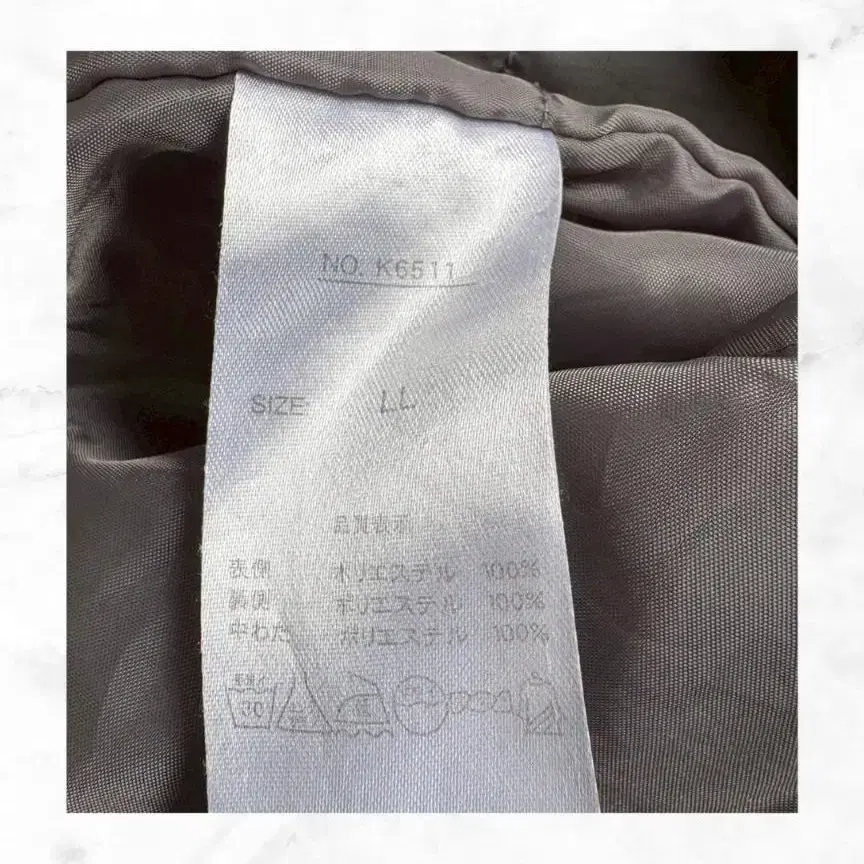 NO. K6511
SIZE LL
品質表示
表側 ポリエステル 100%
裏側 ポリエステル 100%
中わた ポリエステル 100%
30